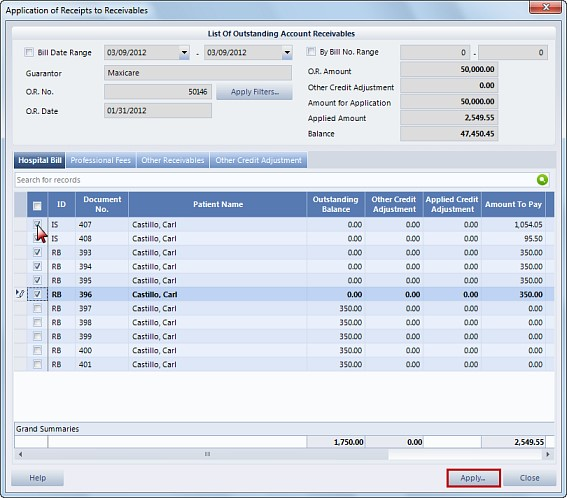 Application of Receipts to Receivables
List Of Outstanding Account Receivables
Bill Date Range 03/09/2012 - 03/09/2012 By Bill No. Range 0 - 0
Guarantor Maxicare O.R. Amount 50,000.00
O.R. No. 50146 Apply Filters... Other Credit Adjustment 0.00
O.R. Date 01/31/2012 Amount for Application 50,000.00
Applied Amount 2,549.55
Balance 47,450.45
Hospital Bill Professional Fees Other Receivables Other Credit Adjustment
Search for records
ID Document No. Patient Name Outstanding Balance Other Credit Adjustment Applied Credit Adjustment Amount To Pay
IS 407 Castillo, Carl 0.00 0.00 0.00 1,054.05
IS 408 Castillo, Carl 0.00 0.00 0.00 95.50
RB 393 Castillo, Carl 0.00 0.00 0.00 350.00
RB 394 Castillo, Carl 0.00 0.00 0.00 350.00
RB 395 Castillo, Carl 0.00 0.00 0.00 350.00
RB 396 Castillo, Carl 0.00 0.00 0.00 350.00
RB 397 Castillo, Carl 350.00 0.00 0.00 0.00
RB 398 Castillo, Carl 350.00 0.00 0.00 0.00
RB 399 Castillo, Carl 350.00 0.00 0.00 0.00
RB 400 Castillo, Carl 350.00 0.00 0.00 0.00
RB 401 Castillo, Carl 350.00 0.00 0.00 0.00
Grand Summaries
1,750.00 0.00 2,549.55
Help Apply... Close